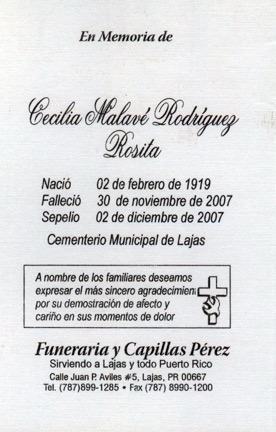 En Memoria de
Cecilia Malavé Rodríguez
Rosita
Nació 02 de febrero de 1919
Falleció 30 de noviembre de 2007
Sepelio 02 de diciembre de 2007
Cementerio Municipal de Lajas
A nombre de los familiares deseamos
expresar el más sincero agradecimien
por su demostración de afecto y
cariño en sus momentos de dolor
Funeraria y Capillas Pérez
Sirviendo a Lajas y todo Puerto Rico
Calle Juan P. Aviles #5, Lajas, PR 00667
Tel. (787)899-1285 • Fax (787) 8990-1200